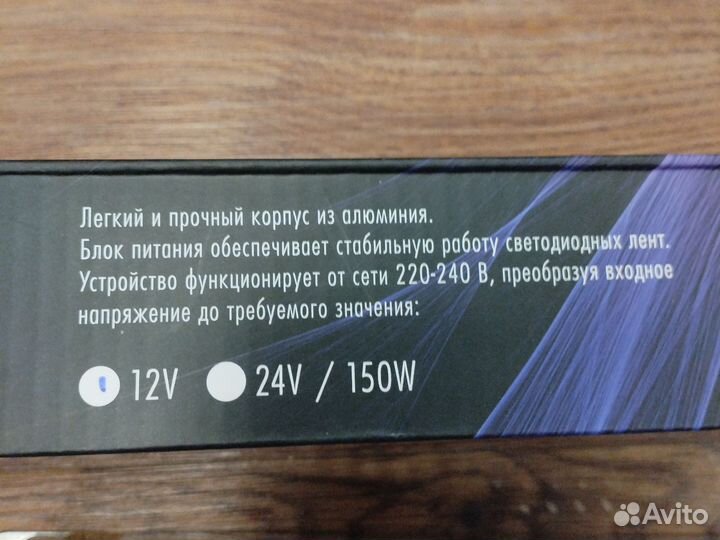 Легкий и прочный корпус из алюминия.
Блок питания обеспечивает стабильную работу светодиодных лент.
Устройство функционирует от сети 220-240 В, преобразуя входное
напряжение до требуемого значения:
12V 24V / 150W
Avito